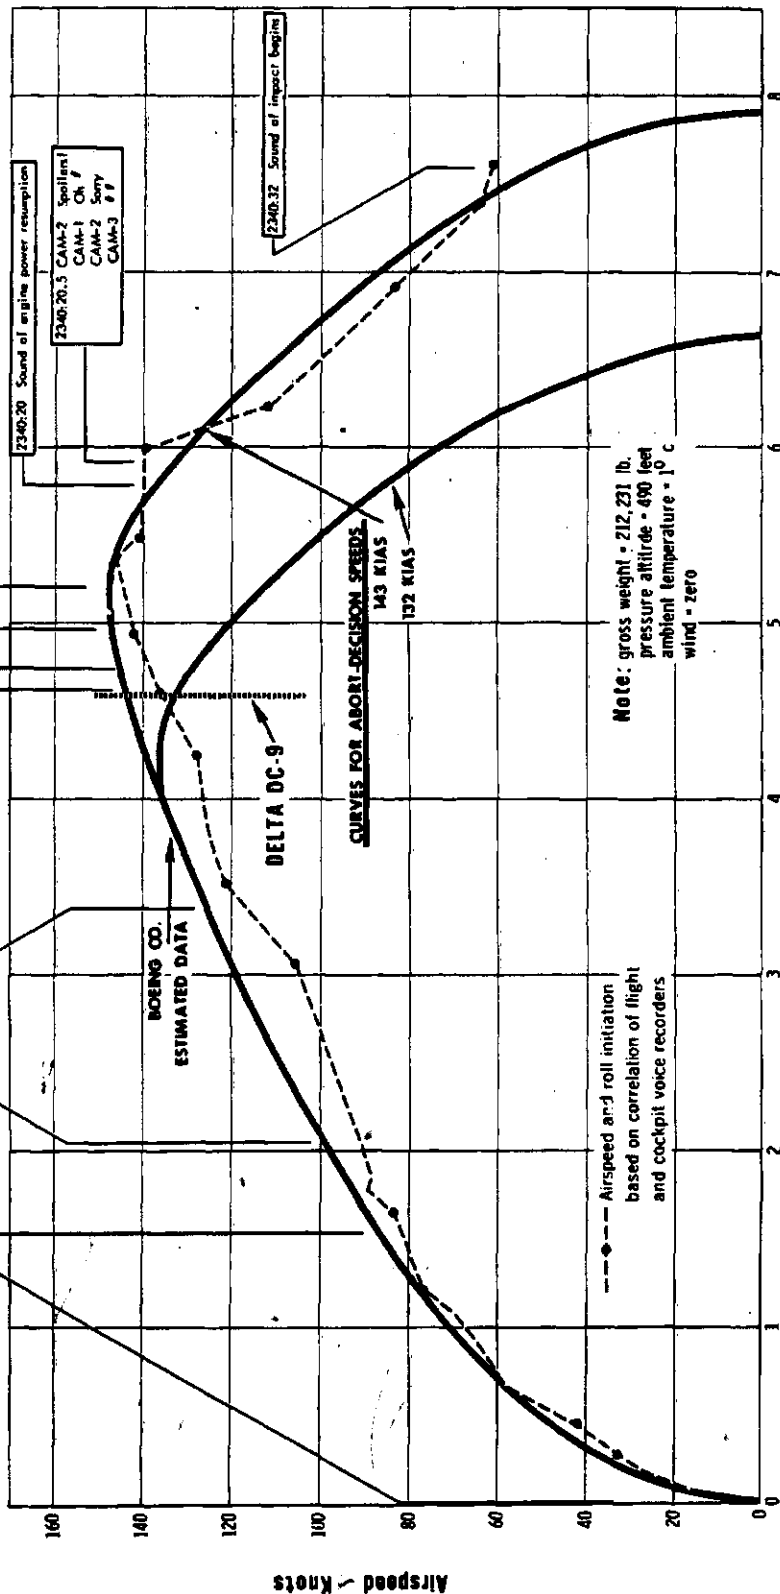 2340:20 Sound of engine power resumption
2340:20.5 CAM-2 Spoilers!
CAM-1 Oh #
CAM-2 Sorry
CAM-3 # #
2340:32 Sound of impact begins
BOEING CO.
ESTIMATED DATA
DELTA DC-9
CURVES FOR ABORT-DECISION SPEEDS
143 KIAS
132 KIAS
Note: gross weight = 212,231 lb.
pressure altitrde = 490 feet
ambient temperature = 1° C
wind = zero
Airspeed and roll initiation
based on correlation of flight
and cockpit voice recorders
Airspeed ~ Knots
160
140
120
100
80
60
40
20
0
0 1 2 3 4 5 6 7 8